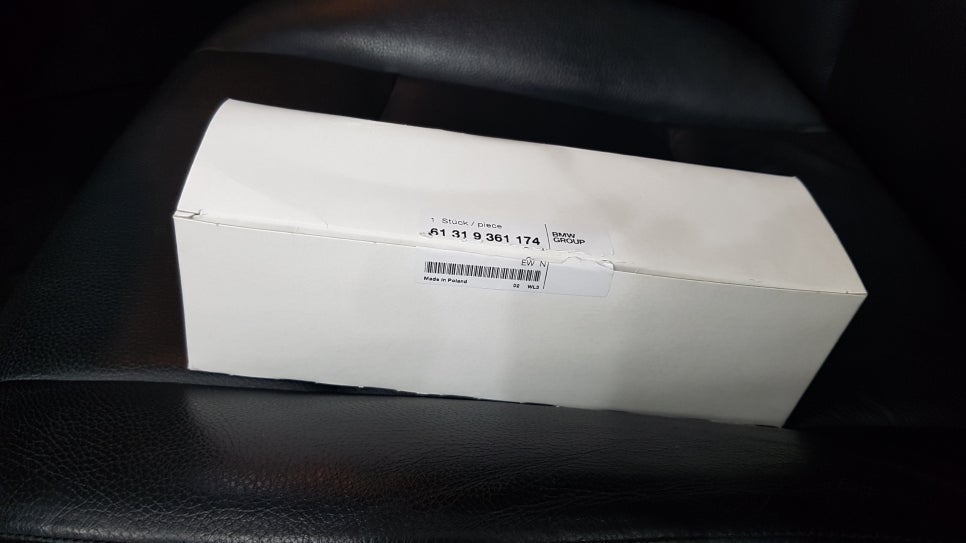 1 Stück / piece
61 31 9 361 174
BMW
GROUP
EW N
Made in Poland
02 WL3